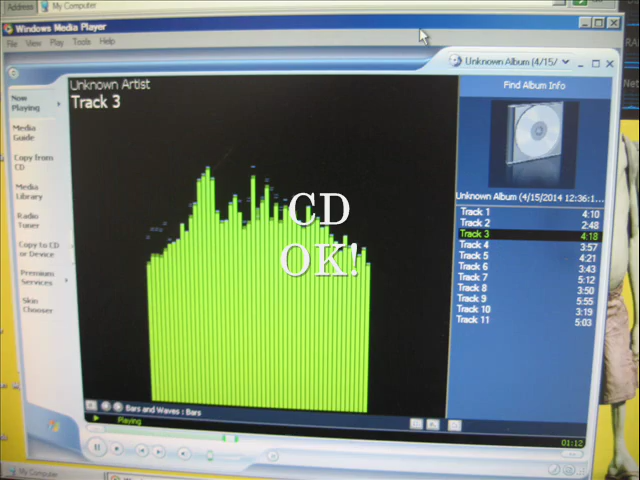 Address My Computer
Windows Media Player
File View Play Tools Help
Unknown Album (4/15/
Unknown Artist
Track 3
Find Album Info
Now
Playing
Media
Guide
Copy from
CD
Media
Library
Radio
Tuner
Copy to CD
or Device
Premium
Services
Skin
Chooser
CD
OK!
Unknown Album (4/15/2014 12:36:1...
Track 1 4:10
Track 2 2:48
Track 3 4:18
Track 4 3:57
Track 5 4:21
Track 6 3:43
Track 7 5:12
Track 8 3:50
Track 9 5:55
Track 10 3:19
Track 11 5:03
Bars and Waves : Bars
Playing
01:12
My Computer